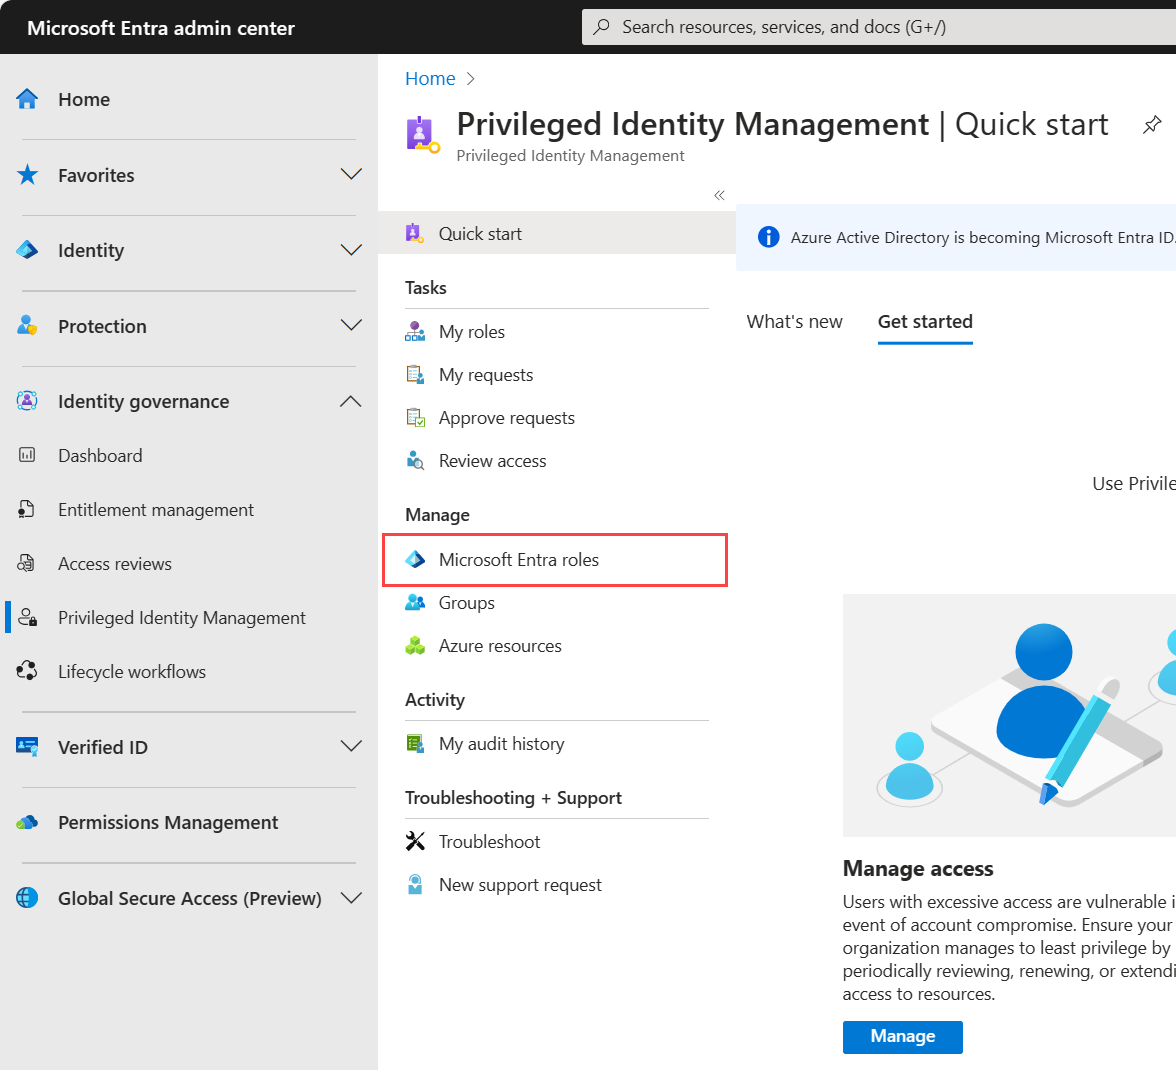 Microsoft Entra admin center
Search resources, services, and docs (G+/)
Home
Favorites
Identity
Protection
Identity governance
Dashboard
Entitlement management
Access reviews
Privileged Identity Management
Lifecycle workflows
Verified ID
Permissions Management
Global Secure Access (Preview)
Home >
Privileged Identity Management | Quick start
Privileged Identity Management
«
Quick start
Tasks
My roles
My requests
Approve requests
Review access
Manage
Microsoft Entra roles
Groups
Azure resources
Activity
My audit history
Troubleshooting + Support
Troubleshoot
New support request
Azure Active Directory is becoming Microsoft Entra ID.
What's new
Get started
Use Privile
Manage access
Users with excessive access are vulnerable i
event of account compromise. Ensure your
organization manages to least privilege by
periodically reviewing, renewing, or extendi
access to resources.
Manage